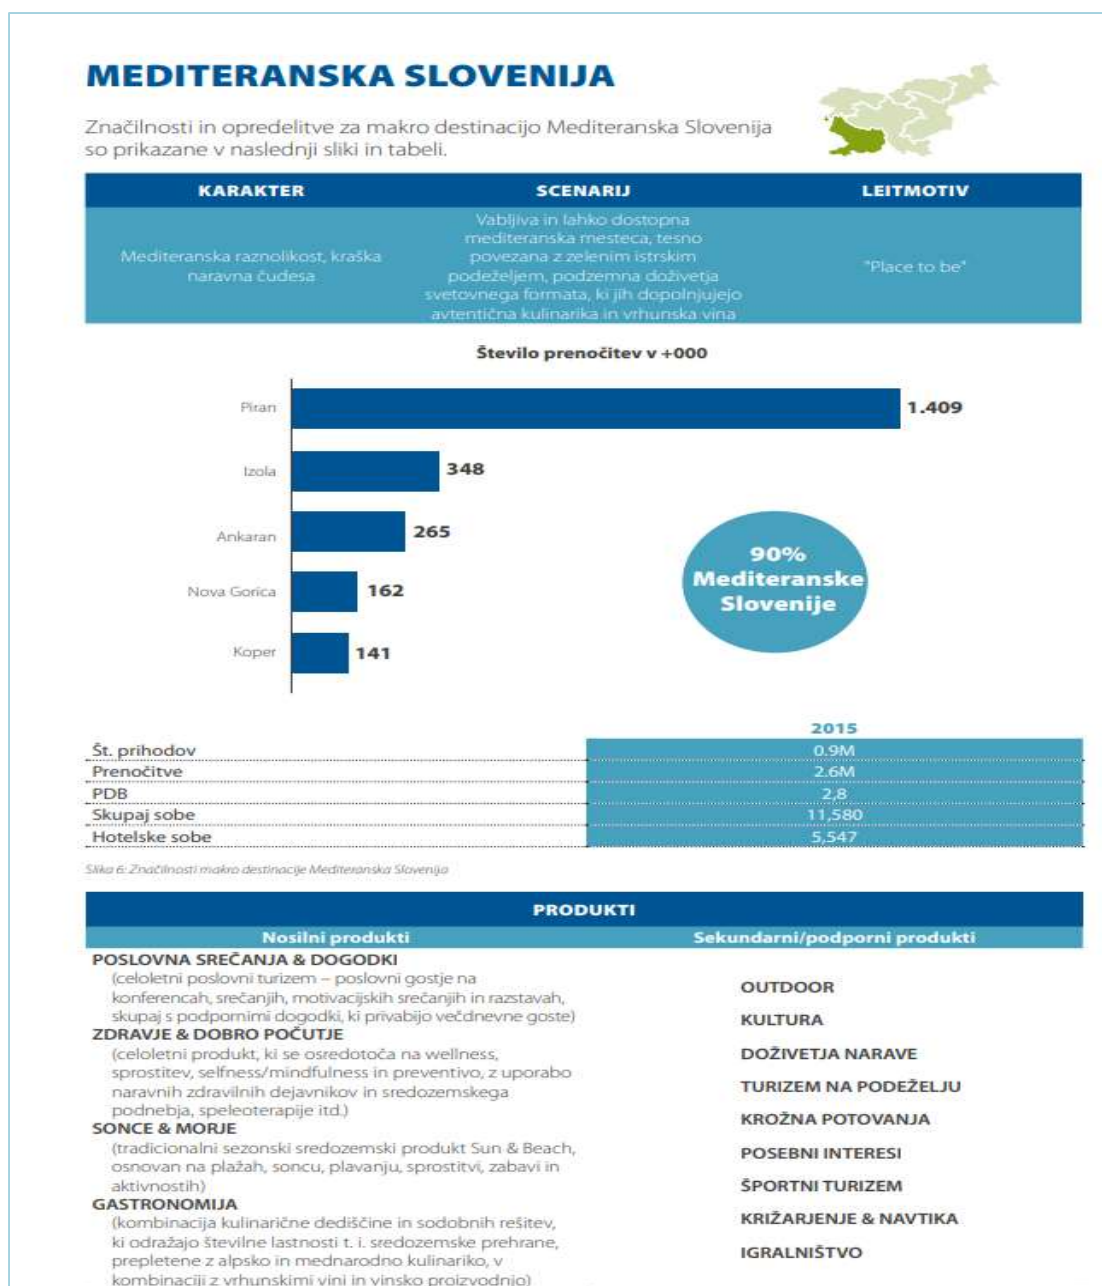 MEDITERANSKA SLOVENIJA
Značilnosti in opredelitve za makro destinacijo Mediteranska Slovenija
so prikazane v naslednji sliki in tabeli.
KARAKTER SCENARIJ LEITMOTIV
Mediteranska raznolikost, kraška
naravna čudesa
Vabljiva in lahko dostopna
mediteranska mesteca, tesno
povezana z zelenim istrskim
podeželjem, podzemna doživetja
svetovnega formata, ki jih dopolnjujejo
avtentična kulinarika in vrhunska vina
"Place to be"
Število prenočitev v +000
Piran 1.409
Izola 348
Ankaran 265
Nova Gorica 162
Koper 141
90%
Mediteranske
Slovenije
2015
Št. prihodov 0.9M
Prenočitve 2.6M
PDB 2,8
Skupaj sobe 11,580
Hotelske sobe 5,547
Slika 6: Značilnosti makro destinacije Mediteranska Slovenija
PRODUKTI
Nosilni produkti Sekundarni/podporni produkti
POSLOVNA SREČANJA & DOGODKI
(celoletni poslovni turizem – poslovni gostje na
konferencah, srečanjih, motivacijskih srečanjih in razstavah,
skupaj s podpornimi dogodki, ki privabijo večdnevne goste)
ZDRAVJE & DOBRO POČUTJE
(celoletni produkt, ki se osredotoča na wellness,
sprostitev, selfness/mindfulness in preventivo, z uporabo
naravnih zdravilnih dejavnikov in sredozemskega
podnebja, speleoterapije itd.)
SONCE & MORJE
(tradicionalni sezonski sredozemski produkt Sun & Beach,
osnovan na plažah, soncu, plavanju, sprostitvi, zabavi in
aktivnostih)
GASTRONOMIJA
(kombinacija kulinarične dediščine in sodobnih rešitev,
ki odražajo številne lastnosti t. i. sredozemske prehrane,
prepletene z alpsko in mednarodno kulinariko, v
kombinaciji z vrhunskimi vini in vinsko proizvodnjo)
OUTDOOR
KULTURA
DOŽIVETJA NARAVE
TURIZEM NA PODEŽELJU
KROŽNA POTOVANJA
POSEBNI INTERESI
ŠPORTNI TURIZEM
KRIŽARJENJE & NAVTIKA
IGRALNIŠTVO